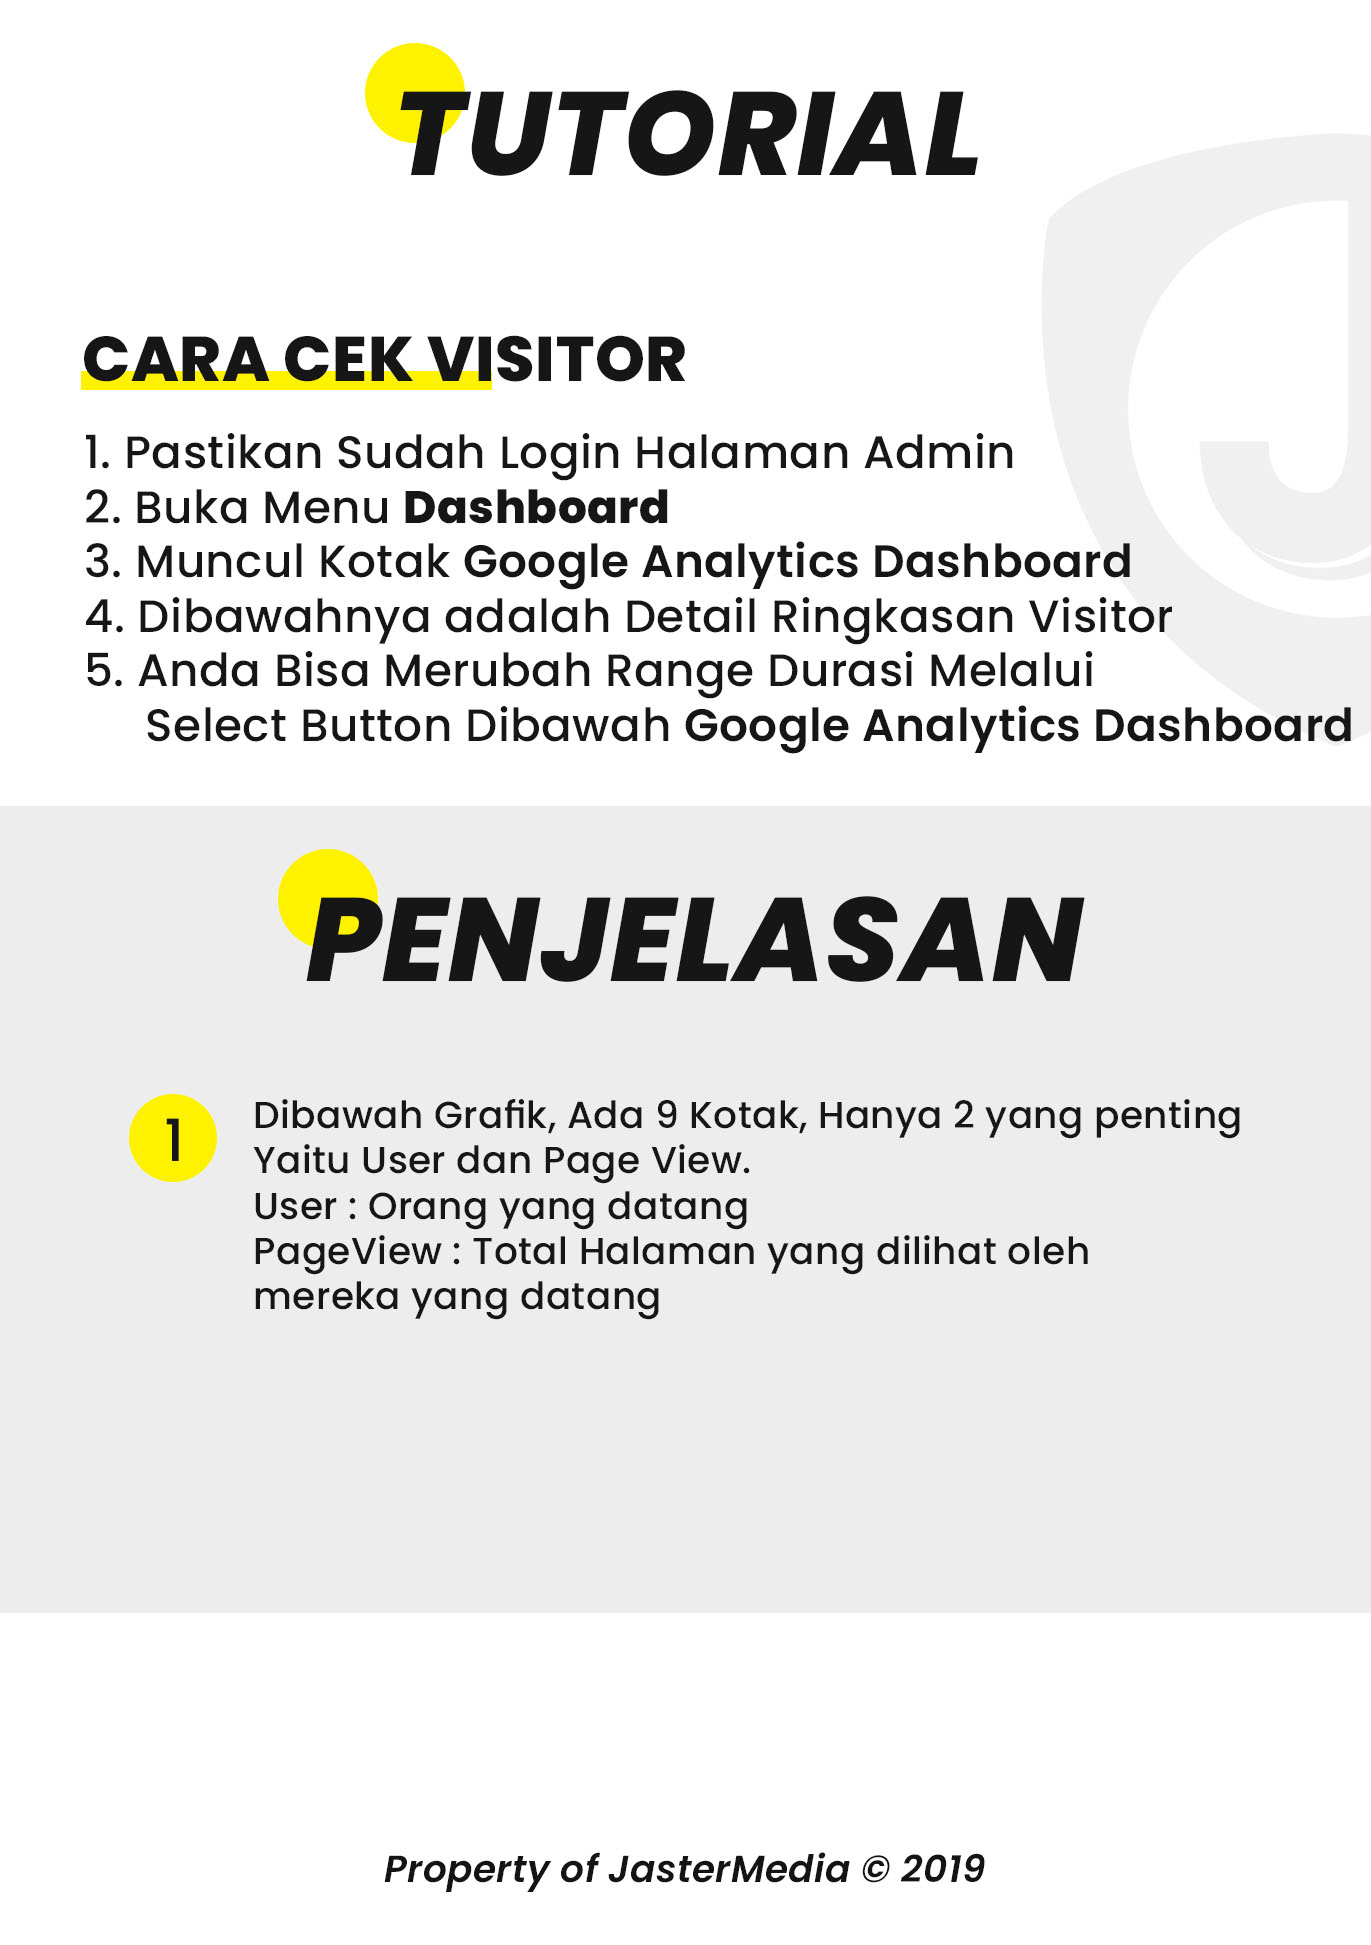 TUTORIAL
CARA CEK VISITOR
1. Pastikan Sudah Login Halaman Admin
2. Buka Menu Dashboard
3. Muncul Kotak Google Analytics Dashboard
4. Dibawahnya adalah Detail Ringkasan Visitor
5. Anda Bisa Merubah Range Durasi Melalui
Select Button Dibawah Google Analytics Dashboard
PENJELASAN
1
Dibawah Grafik, Ada 9 Kotak, Hanya 2 yang penting
Yaitu User dan Page View.
User : Orang yang datang
PageView : Total Halaman yang dilihat oleh
mereka yang datang
Property of JasterMedia © 2019